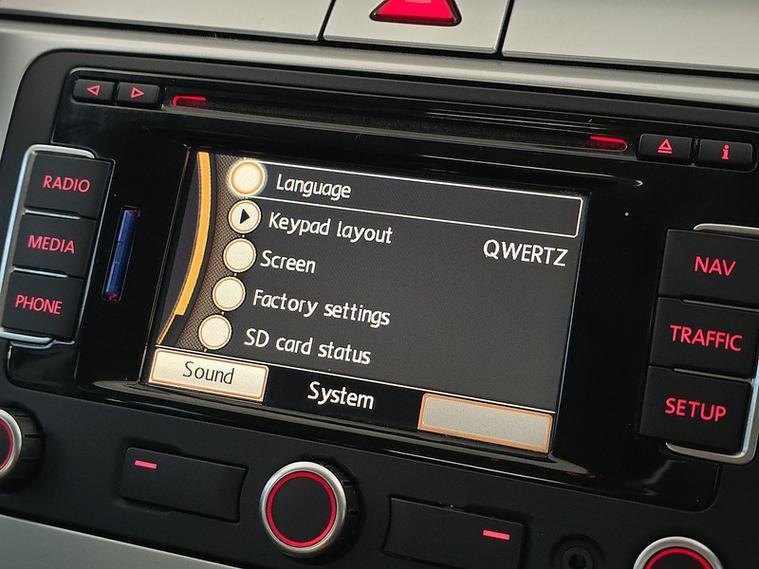 RADIO
MEDIA
PHONE
Language
Keypad layout QWERTZ
Screen
Factory settings
SD card status
Sound
System
i
NAV
TRAFFIC
SETUP